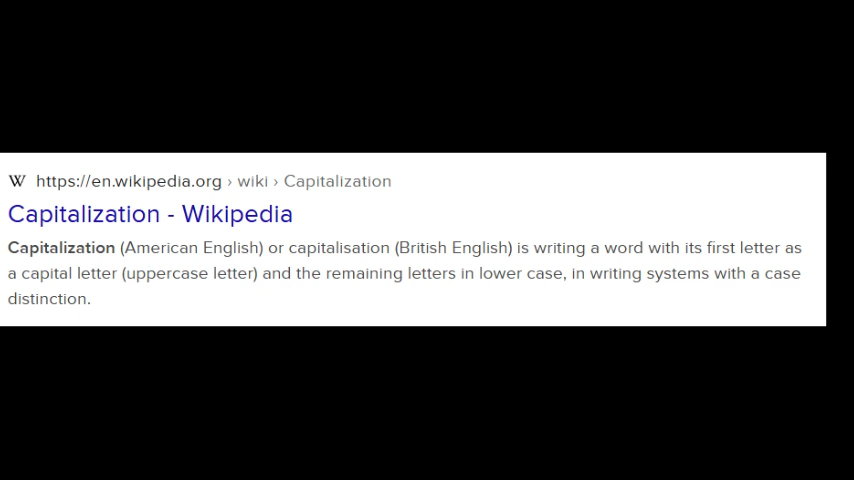 W https://en.wikipedia.org › wiki › Capitalization
Capitalization - Wikipedia
Capitalization (American English) or capitalisation (British English) is writing a word with its first letter as
a capital letter (uppercase letter) and the remaining letters in lower case, in writing systems with a case
distinction.